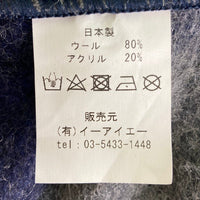 日本製
ウール 80%
アクリル 20%
販売元
(有)イーアイエー
tel：03-5433-1448